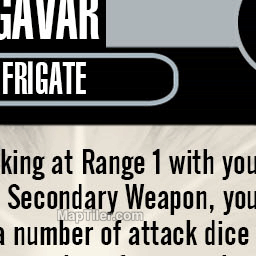 GAVAR
FRIGATE
king at Range 1 with you
Secondary Weapon, you
MapTiler.com
a number of attack dice